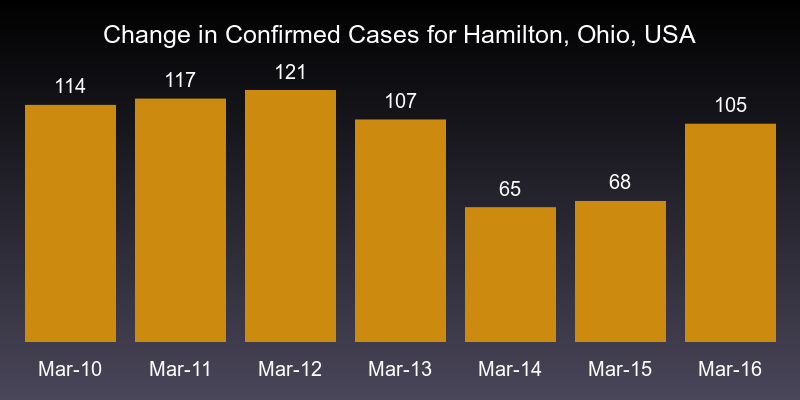 Change in Confirmed Cases for Hamilton, Ohio, USA
114 117 121 107 65 68 105
Mar-10 Mar-11 Mar-12 Mar-13 Mar-14 Mar-15 Mar-16